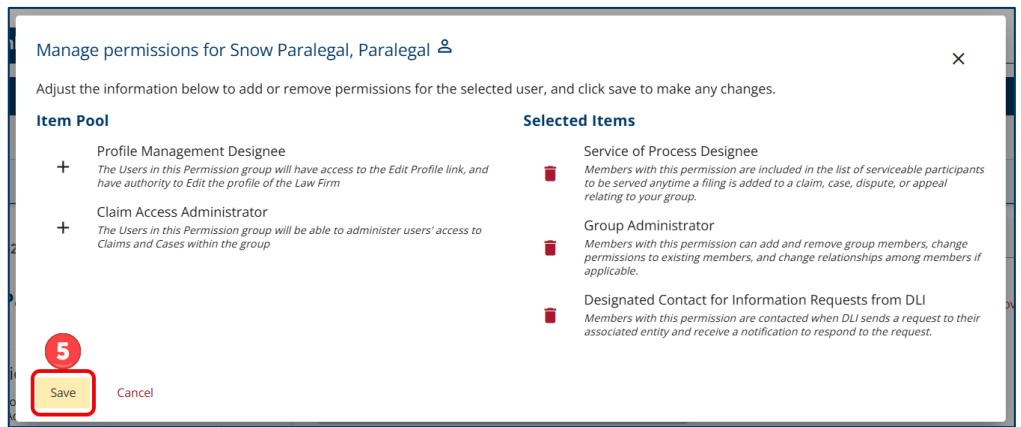 Manage permissions for Snow Paralegal, Paralegal
Adjust the information below to add or remove permissions for the selected user, and click save to make any changes.
Item Pool
Profile Management Designee
The Users in this Permission group will have access to the Edit Profile link, and
have authority to Edit the profile of the Law Firm
Claim Access Administrator
The Users in this Permission group will be able to administer users' access to
Claims and Cases within the group
Selected Items
Service of Process Designee
Members with this permission are included in the list of serviceable participants
to be served anytime a filing is added to a claim, case, dispute, or appeal
relating to your group.
Group Administrator
Members with this permission can add and remove group members, change
permissions to existing members, and change relationships among members if
applicable.
Designated Contact for Information Requests from DLI
Members with this permission are contacted when DLI sends a request to their
associated entity and receive a notification to respond to the request.
5
Save
Cancel